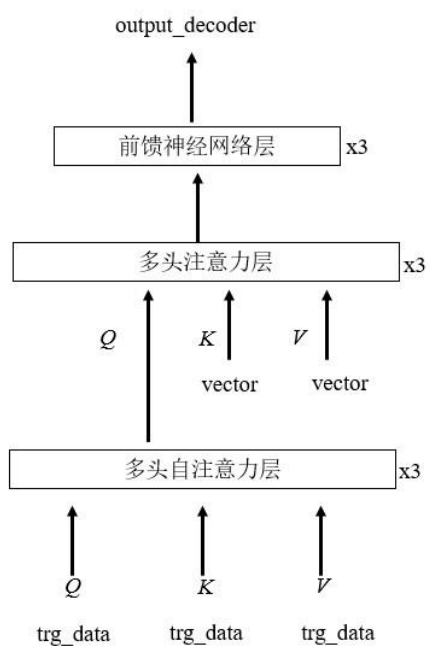 output_decoder
前馈神经网络层 x3
多头注意力层 x3
Q K V
vector vector
多头自注意力层 x3
Q K V
trg_data trg_data trg_data